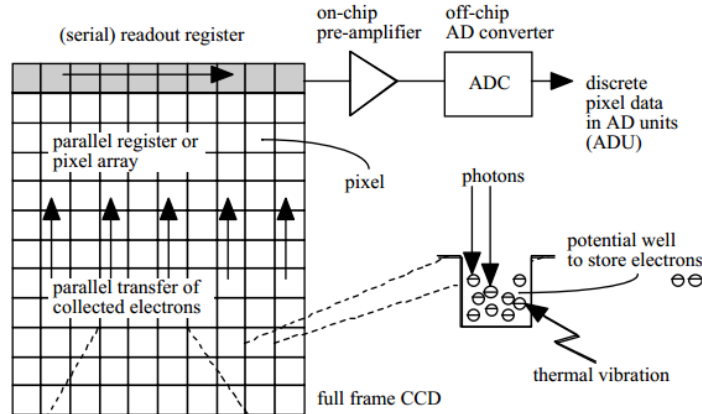 (serial) readout register
on-chip
pre-amplifier
off-chip
AD converter
ADC
discrete
pixel data
in AD units
(ADU)
parallel register or
pixel array
pixel
photons
potential well
to store electrons
parallel transfer of
collected electrons
thermal vibration
full frame CCD